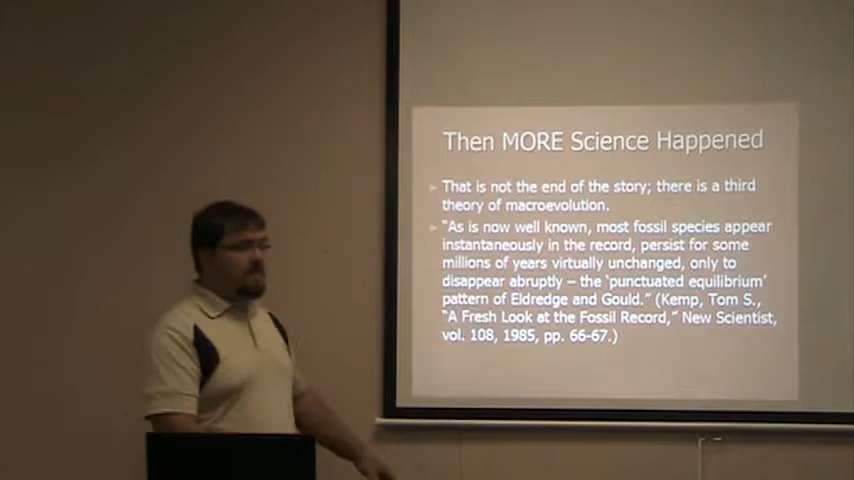 Then MORE Science Happened
That is not the end of the story; there is a third
theory of macroevolution.
“As is now well known, most fossil species appear
instantaneously in the record, persist for some
millions of years virtually unchanged, only to
disappear abruptly – the ‘punctuated equilibrium’
pattern of Eldredge and Gould.” (Kemp, Tom S.,
“A Fresh Look at the Fossil Record,” New Scientist,
vol. 108, 1985, pp. 66-67.)